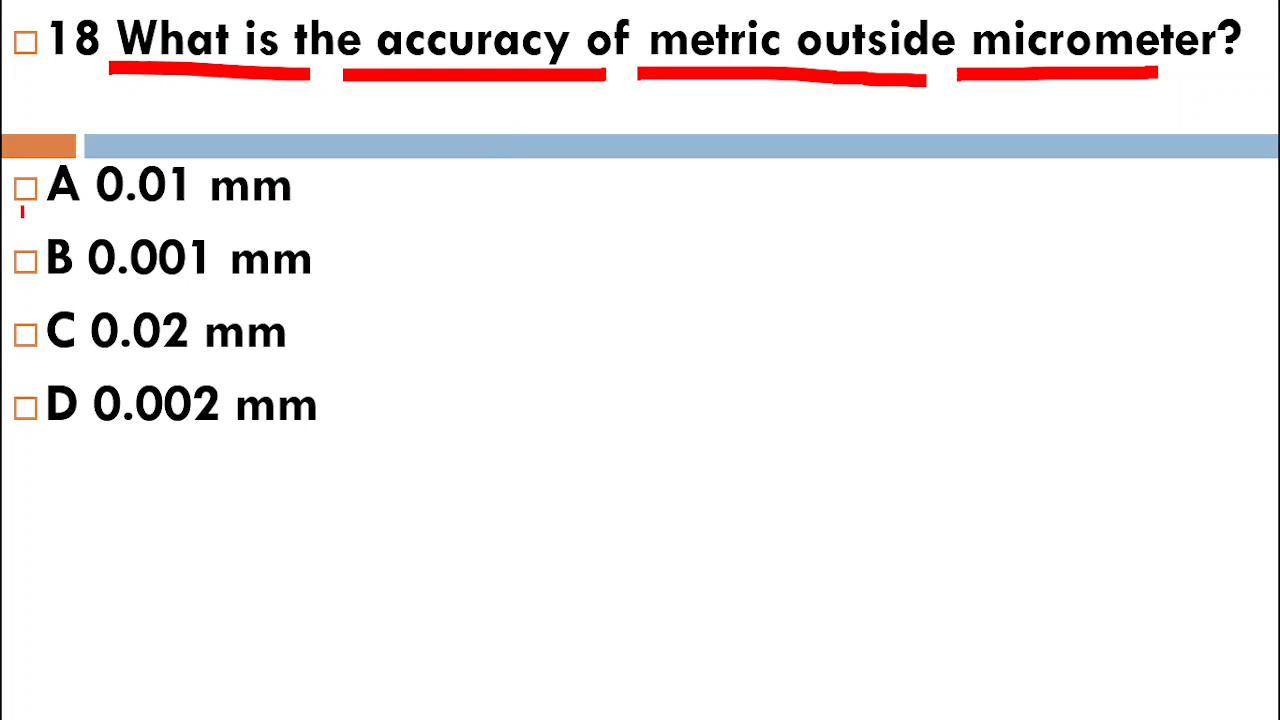 18 What is the accuracy of metric outside micrometer?
A 0.01 mm
B 0.001 mm
C 0.02 mm
D 0.002 mm